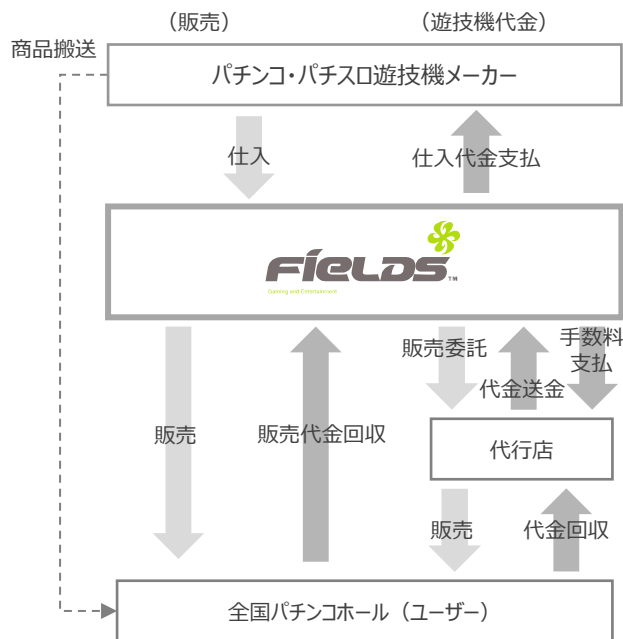 （販売）
（遊技機代金）
商品搬送
パチンコ・パチスロ遊技機メーカー
仕入
仕入代金支払
FIELDS™
Gaming and Entertainment
販売委託
手数料
支払
代金送金
販売
販売代金回収
代行店
販売
代金回収
全国パチンコホール（ユーザー）